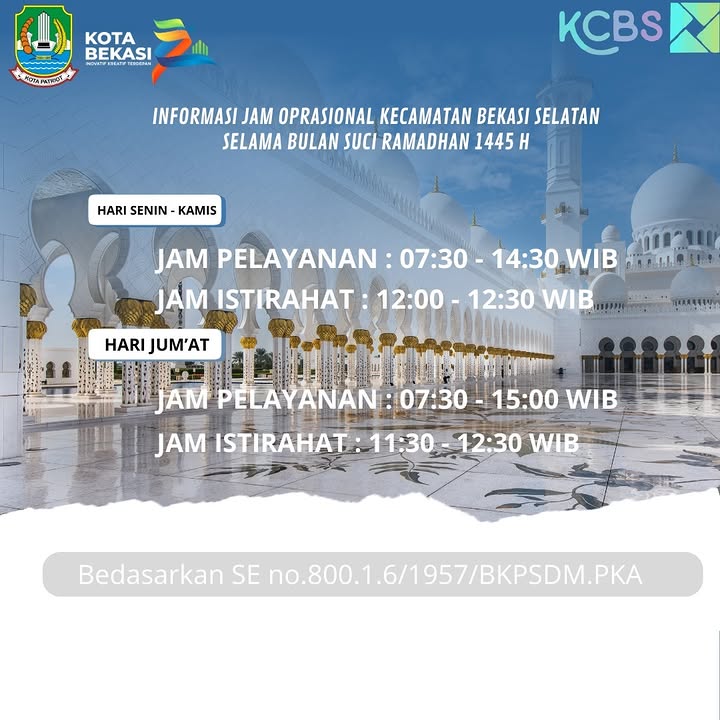 KOTA PATRIOT
KOTA
BEKASI
INOVATIF KREATIF TERDEPAN
KCBS
INFORMASI JAM OPRASIONAL KECAMATAN BEKASI SELATAN
SELAMA BULAN SUCI RAMADHAN 1445 H
HARI SENIN - KAMIS
JAM PELAYANAN : 07:30 - 14:30 WIB
JAM ISTIRAHAT : 12:00 - 12:30 WIB
HARI JUM’AT
JAM PELAYANAN : 07:30 - 15:00 WIB
JAM ISTIRAHAT : 11:30 - 12:30 WIB
Bedasarkan SE no.800.1.6/1957/BKPSDM.PKA